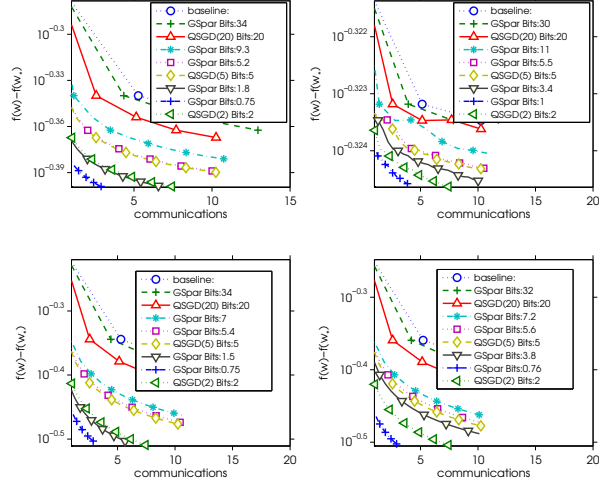 baseline:
GSpar Bits:34
QSGD(20) Bits:20
GSpar Bits:9.3
GSpar Bits:5.2
QSGD(5) Bits:5
GSpar Bits:1.8
GSpar Bits:0.75
QSGD(2) Bits:2
10^-0.3
10^-0.33
10^-0.36
10^-0.39
f(w)-f(w*)
5 10 15
communications
baseline:
GSpar Bits:30
QSGD(20) Bits:20
GSpar Bits:11
GSpar Bits:5.5
QSGD(5) Bits:5
GSpar Bits:3.4
GSpar Bits:1
QSGD(2) Bits:2
10^-0.322
10^-0.323
10^-0.324
f(w)-f(w*)
5 10 15 20
communications
baseline:
GSpar Bits:34
QSGD(20) Bits:20
GSpar Bits:7
GSpar Bits:5.4
QSGD(5) Bits:5
GSpar Bits:1.5
GSpar Bits:0.75
QSGD(2) Bits:2
10^-0.3
10^-0.4
10^-0.5
f(w)-f(w*)
5 10 15 20
communications
baseline:
GSpar Bits:32
QSGD(20) Bits:20
GSpar Bits:7.2
GSpar Bits:5.6
QSGD(5) Bits:5
GSpar Bits:3.8
GSpar Bits:0.76
QSGD(2) Bits:2
10^-0.3
10^-0.4
10^-0.5
f(w)-f(w*)
5 10 15 20
communications